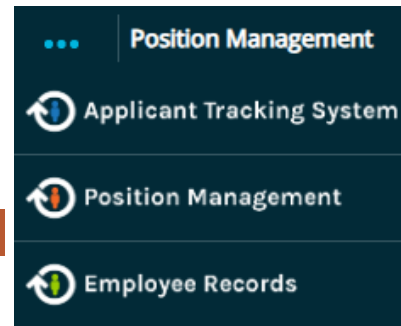 Position Management
Applicant Tracking System
Position Management
Employee Records